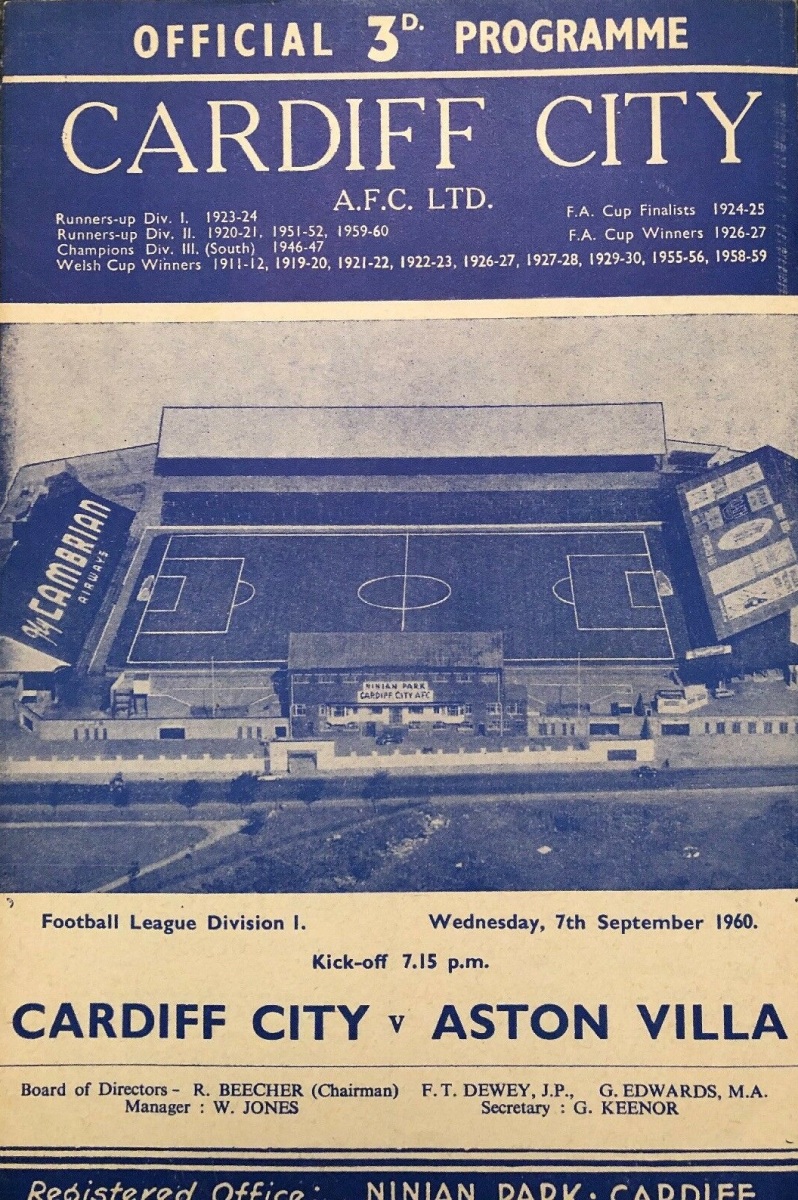 OFFICIAL 3D. PROGRAMME
CARDIFF CITY
A.F.C. LTD.
Runners-up Div. I. 1923-24
Runners-up Div. II. 1920-21, 1951-52, 1959-60
Champions Div. III. (South) 1946-47
F.A. Cup Finalists 1924-25
F.A. Cup Winners 1926-27
Welsh Cup Winners 1911-12, 1919-20, 1921-22, 1922-23, 1926-27, 1927-28, 1929-30, 1955-56, 1958-59
CAMBRIAN
AIRWAYS
NINIAN PARK
CARDIFF CITY AFC
Football League Division I. Wednesday, 7th September 1960.
Kick-off 7.15 p.m.
CARDIFF CITY v ASTON VILLA
Board of Directors - R. BEECHER (Chairman) F. T. DEWEY, J.P., G. EDWARDS, M.A.
Manager : W. JONES Secretary : G. KEENOR
Registered Office: NINIAN PARK · CARDIFF